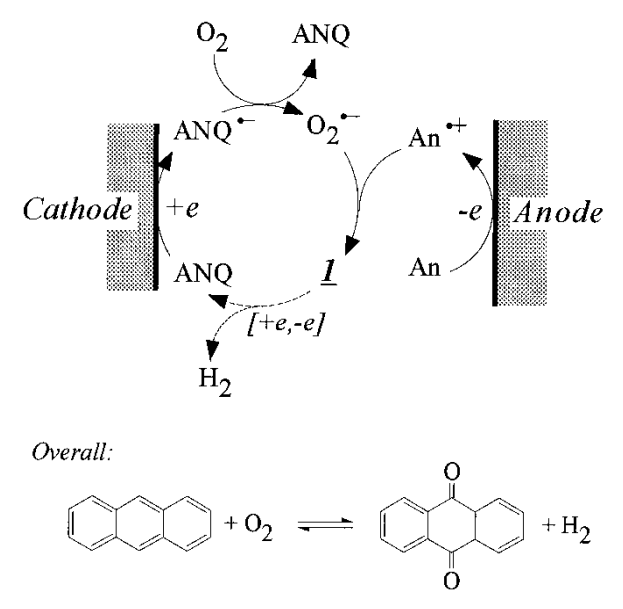 O2 ANQ
ANQ•− O2•− An•+
Cathode +e -e Anode
ANQ 1 An
[+e,-e]
H2
Overall:
O
+ O2 ⇌ + H2
O